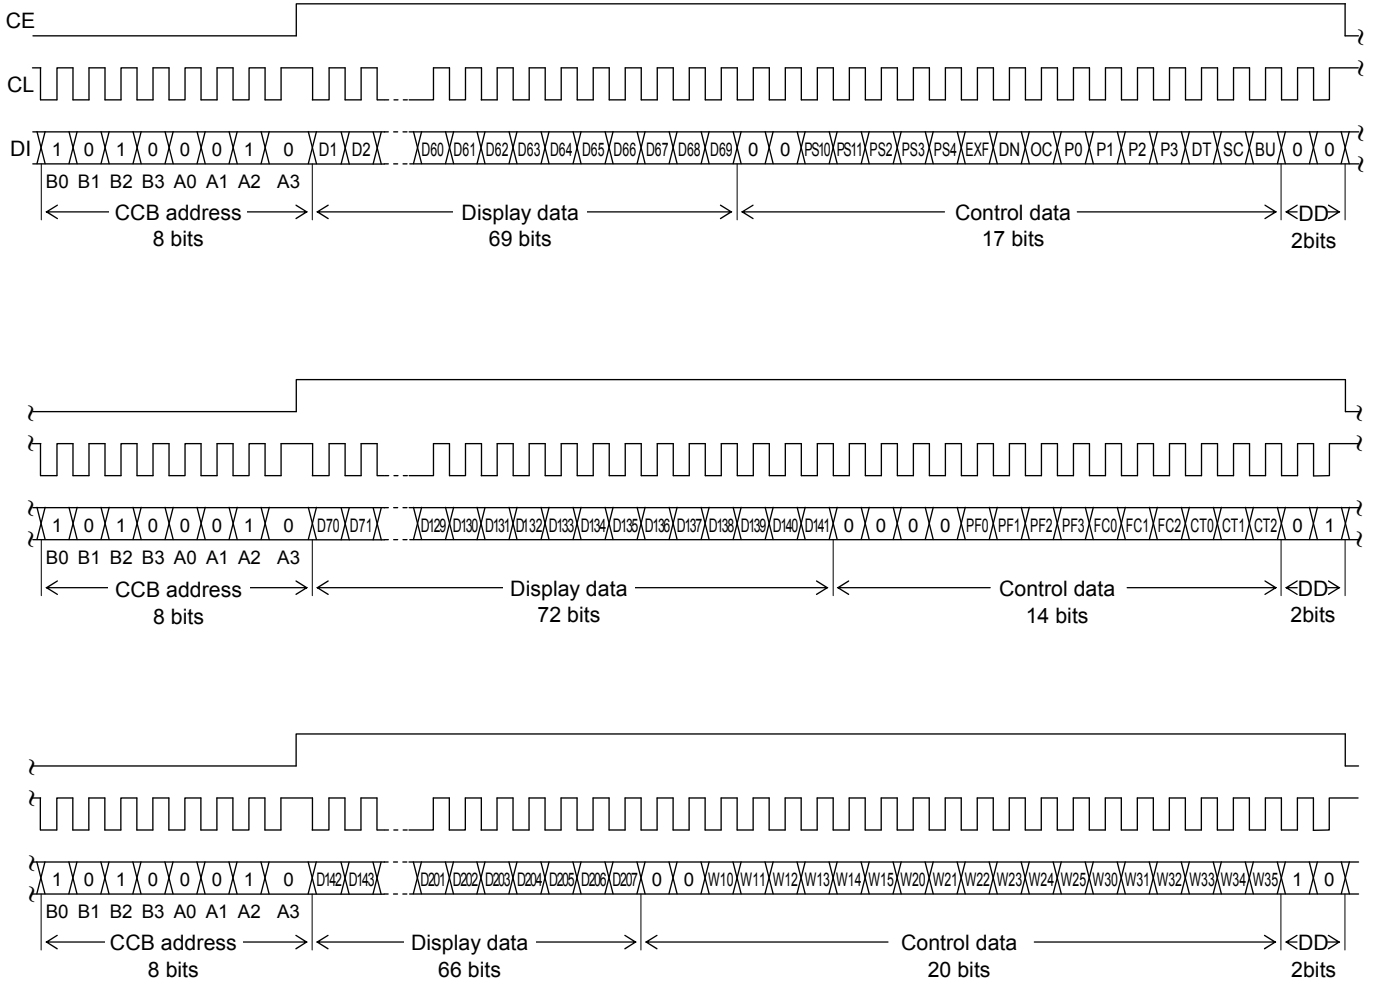 CE
CL
DI 1 0 1 0 0 0 1 0 D1 D2 D60 D61 D62 D63 D64 D65 D66 D67 D68 D69 0 0 PS10 PS11 PS2 PS3 PS4 EXF DN OC P0 P1 P2 P3 DT SC BU 0 0
B0 B1 B2 B3 A0 A1 A2 A3
CCB address Display data Control data DD
8 bits 69 bits 17 bits 2bits
1 0 1 0 0 0 1 0 D70 D71 D129 D130 D131 D132 D133 D134 D135 D136 D137 D138 D139 D140 D141 0 0 0 0 PF0 PF1 PF2 PF3 FC0 FC1 FC2 CT0 CT1 CT2 0 1
B0 B1 B2 B3 A0 A1 A2 A3
CCB address Display data Control data DD
8 bits 72 bits 14 bits 2bits
1 0 1 0 0 0 1 0 D142 D143 D201 D202 D203 D204 D205 D206 D207 0 0 W10 W11 W12 W13 W14 W15 W20 W21 W22 W23 W24 W25 W30 W31 W32 W33 W34 W35 1 0
B0 B1 B2 B3 A0 A1 A2 A3
CCB address Display data Control data DD
8 bits 66 bits 20 bits 2bits